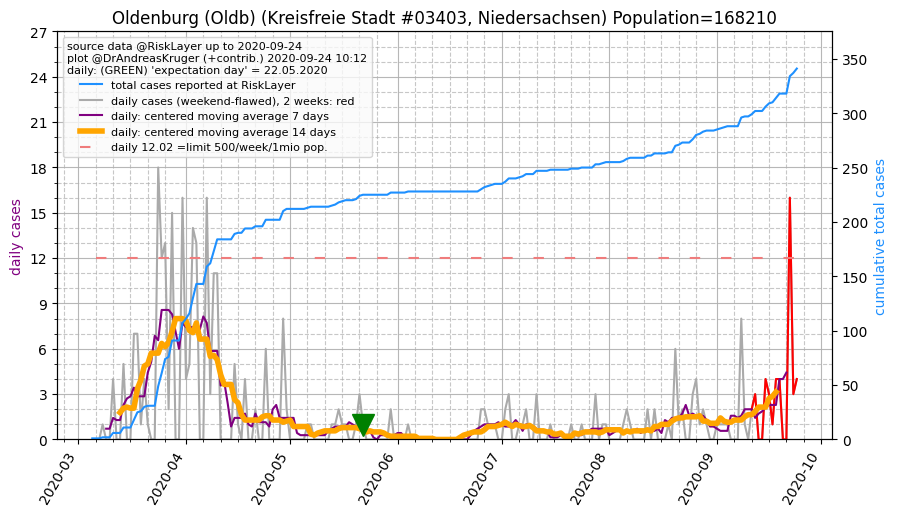 Oldenburg (Oldb) (Kreisfreie Stadt #03403, Niedersachsen) Population=168210
source data @RiskLayer up to 2020-09-24
plot @DrAndreasKruger (+contrib.) 2020-09-24 10:12
daily: (GREEN) 'expectation day' = 22.05.2020
total cases reported at RiskLayer
daily cases (weekend-flawed), 2 weeks: red
daily: centered moving average 7 days
daily: centered moving average 14 days
daily 12.02 =limit 500/week/1mio pop.
daily cases
27
24
21
18
15
12
9
6
3
0
350
300
250
200
150
100
50
0
cumulative total cases
2020-03
2020-04
2020-05
2020-06
2020-07
2020-08
2020-09
2020-10